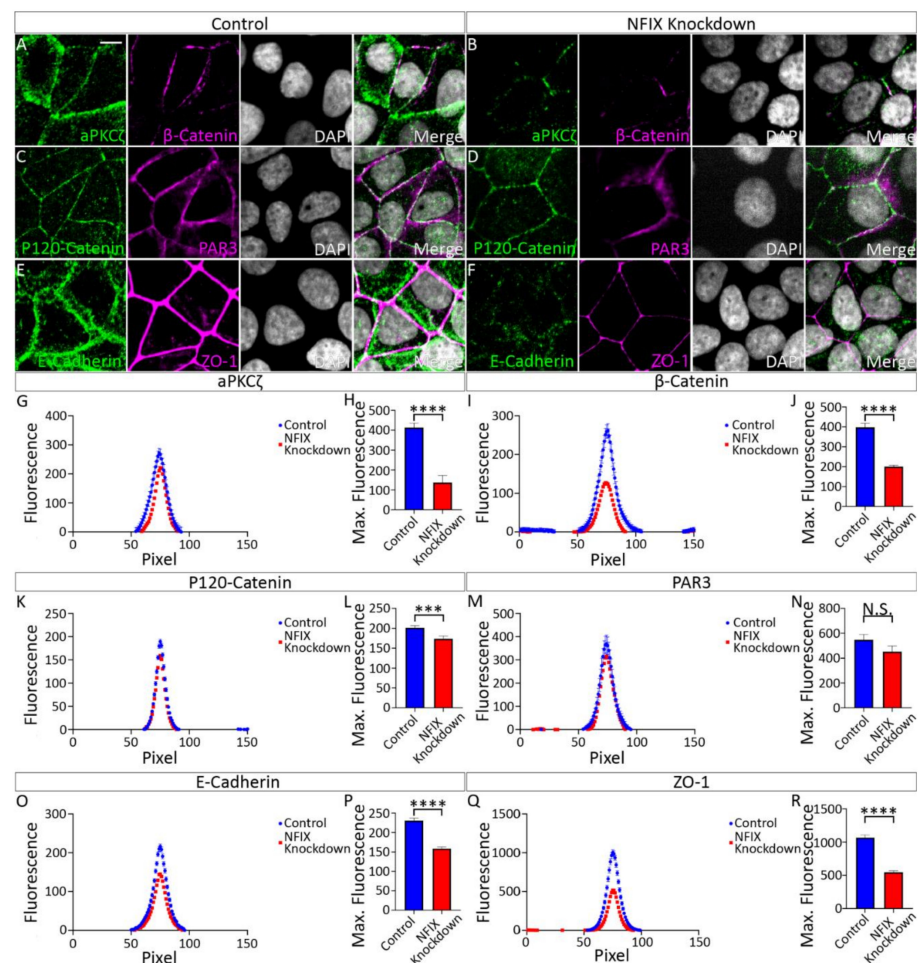 Control
NFIX Knockdown
A
aPKCζ
β-Catenin
DAPI
Merge
B
aPKCζ
β-Catenin
DAPI
Merge
C
P120-Catenin
PAR3
DAPI
Merge
D
P120-Catenin
PAR3
DAPI
Merge
E
E-Cadherin
ZO-1
DAPI
Merge
F
E-Cadherin
ZO-1
DAPI
Merge
aPKCζ
G
Fluorescence
400
300
200
100
0
0 50 100 150
Pixel
Control
NFIX
Knockdown
H
Max. Fluorescence
500
400
300
200
100
0
****
Control
NFIX
Knockdown
β-Catenin
I
Fluorescence
300
200
100
0
0 50 100 150
Pixel
Control
NFIX
Knockdown
J
Max. Fluorescence
500
400
300
200
100
0
****
Control
NFIX
Knockdown
P120-Catenin
K
Fluorescence
250
200
150
100
50
0
0 50 100 150
Pixel
Control
NFIX
Knockdown
L
Max. Fluorescence
250
200
150
100
50
0
***
Control
NFIX
Knockdown
PAR3
M
Fluorescence
500
400
300
200
100
0
0 50 100 150
Pixel
Control
NFIX
Knockdown
N
Max. Fluorescence
800
600
400
200
0
N.S.
Control
NFIX
Knockdown
E-Cadherin
O
Fluorescence
300
200
100
0
0 50 100 150
Pixel
Control
NFIX
Knockdown
P
Max. Fluorescence
250
200
150
100
50
0
****
Control
NFIX
Knockdown
ZO-1
Q
Fluorescence
1500
1000
500
0
0 50 100 150
Pixel
Control
NFIX
Knockdown
R
Max. Fluorescence
1500
1000
500
0
****
Control
NFIX
Knockdown